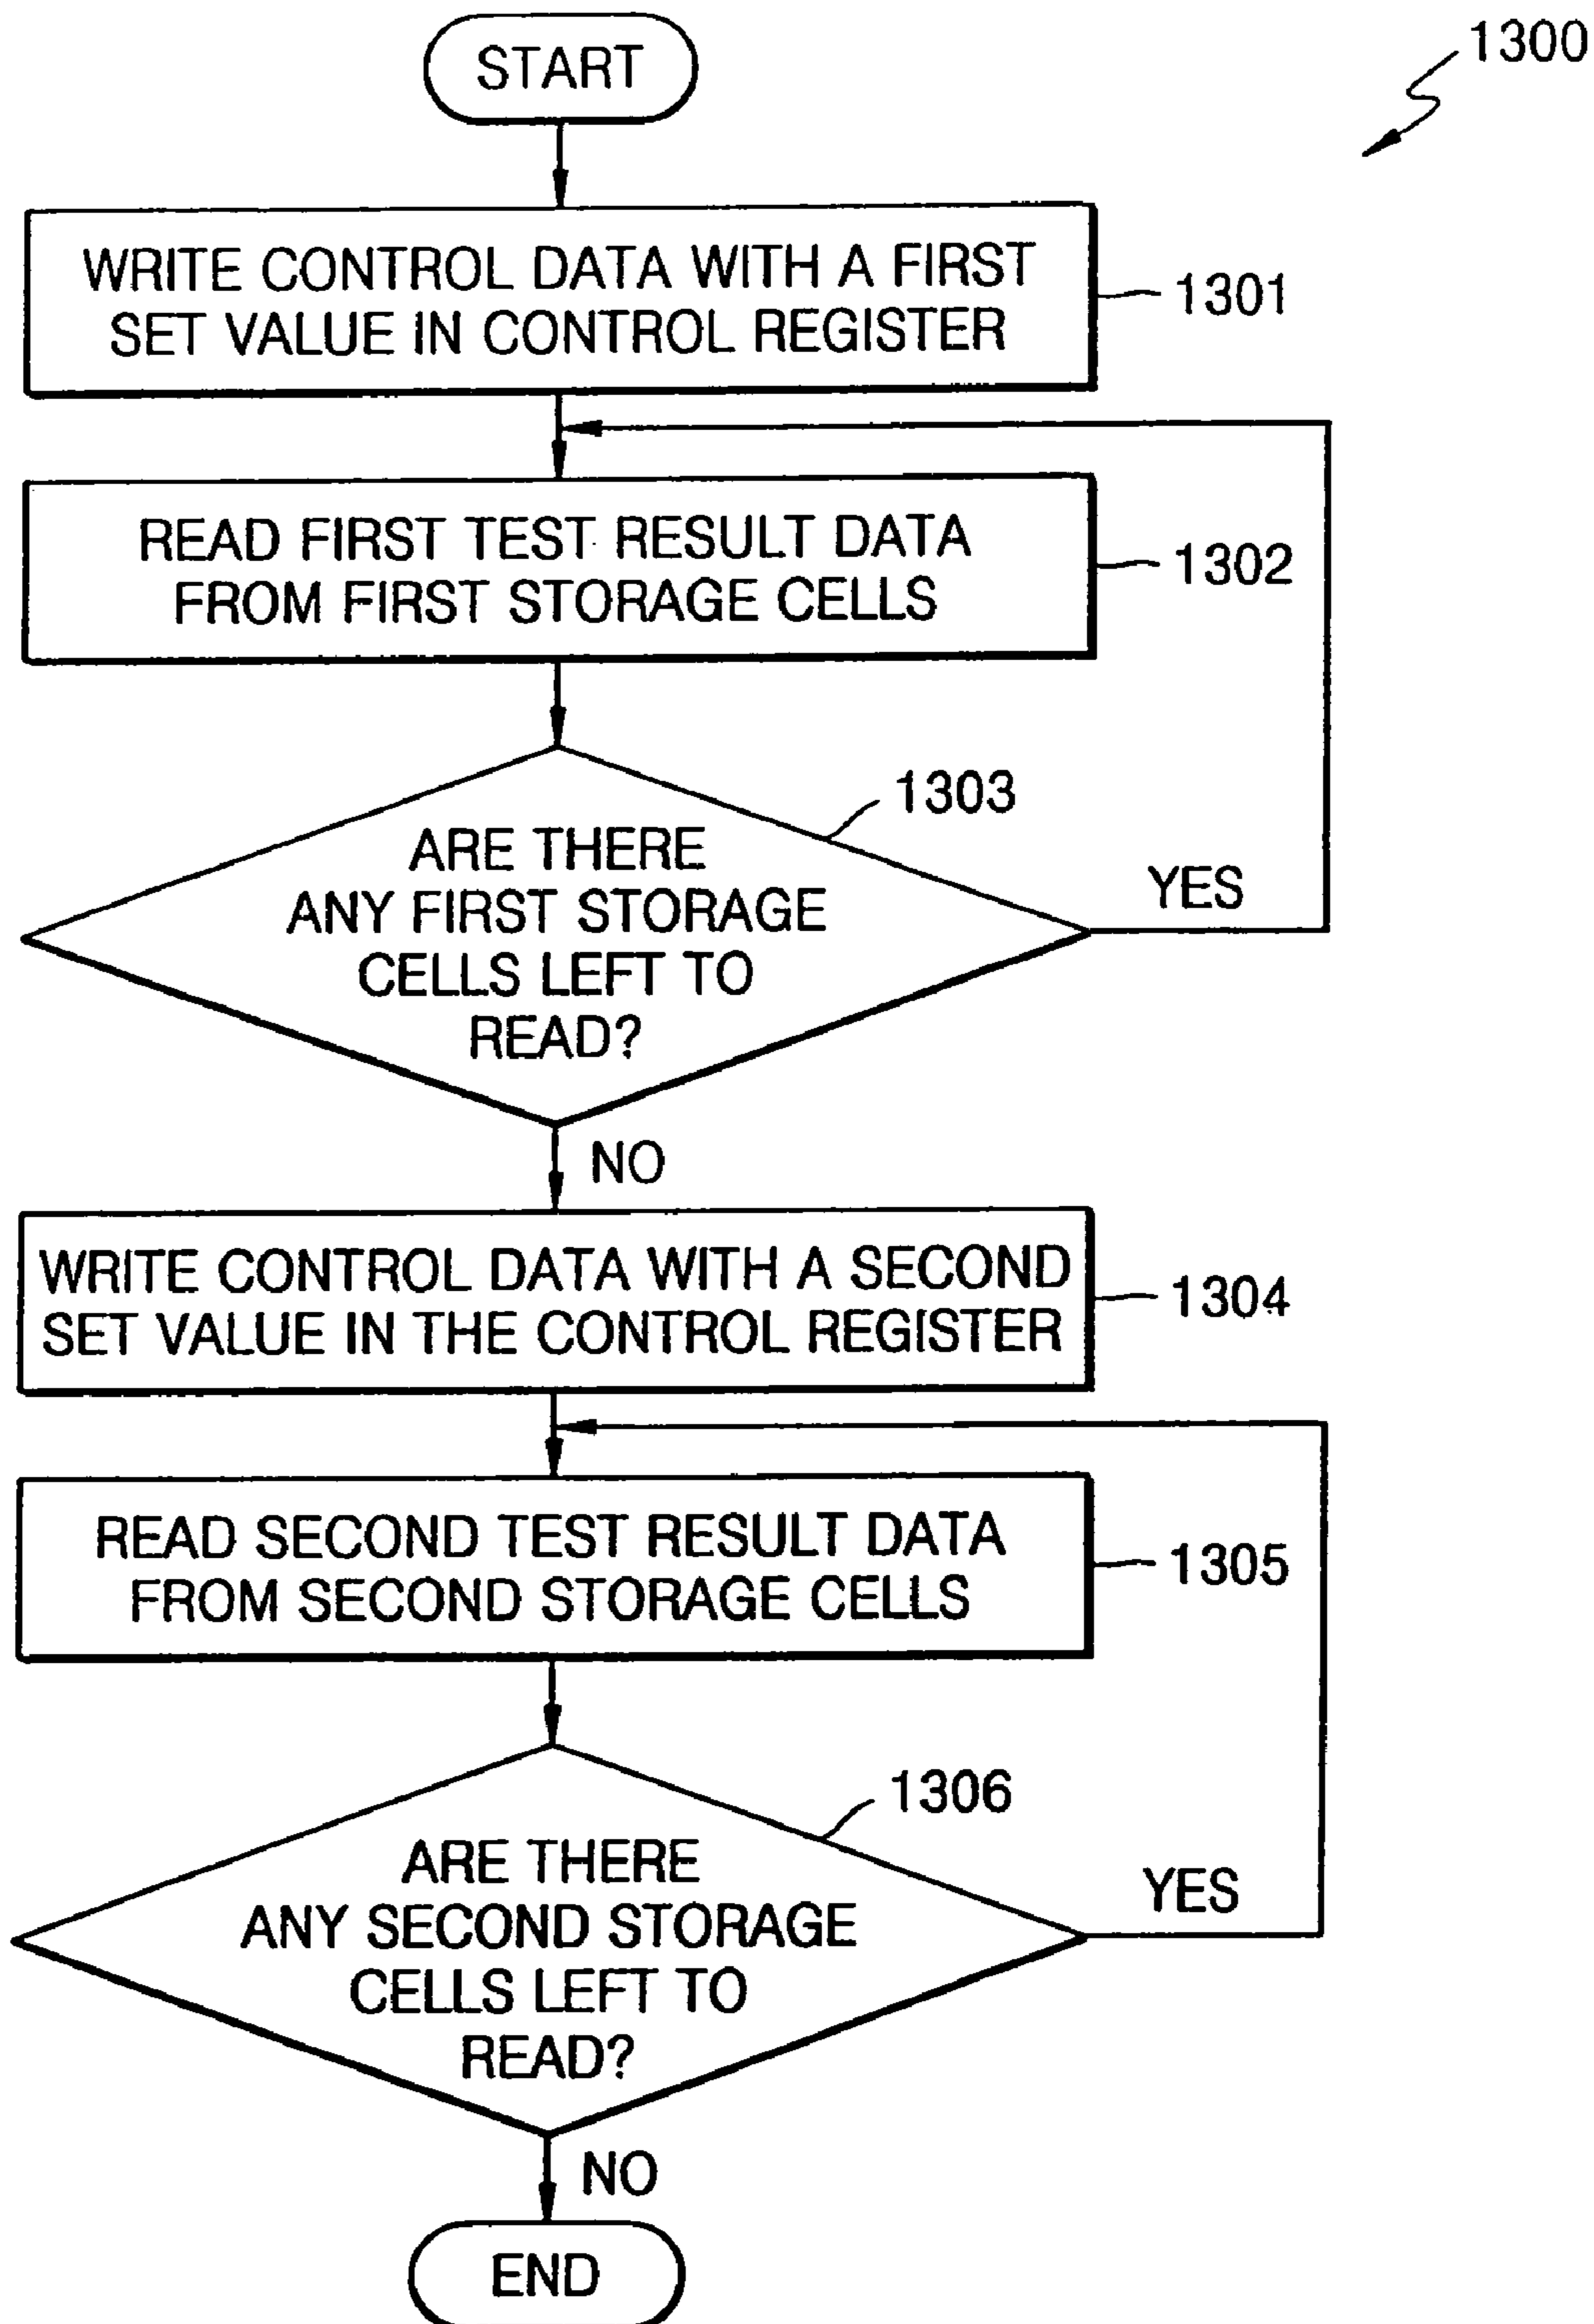 START
1300
WRITE CONTROL DATA WITH A FIRST
SET VALUE IN CONTROL REGISTER
1301
READ FIRST TEST RESULT DATA
FROM FIRST STORAGE CELLS
1302
1303
ARE THERE
ANY FIRST STORAGE
CELLS LEFT TO
READ?
YES
NO
WRITE CONTROL DATA WITH A SECOND
SET VALUE IN THE CONTROL REGISTER
1304
READ SECOND TEST RESULT DATA
FROM SECOND STORAGE CELLS
1305
1306
ARE THERE
ANY SECOND STORAGE
CELLS LEFT TO
READ?
YES
NO
END